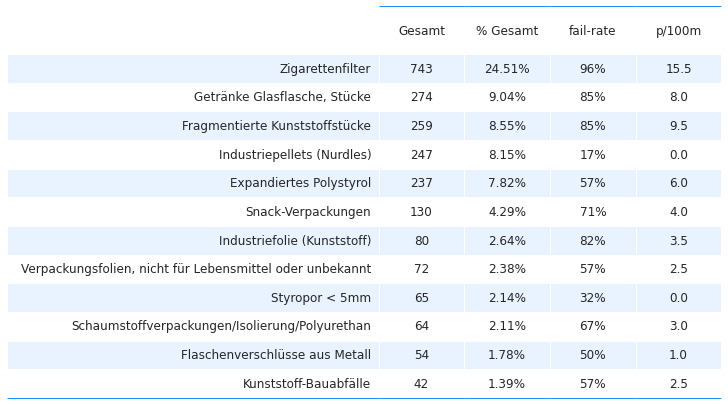 Gesamt % Gesamt fail-rate p/100m
Zigarettenfilter 743 24.51% 96% 15.5
Getränke Glasflasche, Stücke 274 9.04% 85% 8.0
Fragmentierte Kunststoffstücke 259 8.55% 85% 9.5
Industriepellets (Nurdles) 247 8.15% 17% 0.0
Expandiertes Polystyrol 237 7.82% 57% 6.0
Snack-Verpackungen 130 4.29% 71% 4.0
Industriefolie (Kunststoff) 80 2.64% 82% 3.5
Verpackungsfolien, nicht für Lebensmittel oder unbekannt 72 2.38% 57% 2.5
Styropor < 5mm 65 2.14% 32% 0.0
Schaumstoffverpackungen/Isolierung/Polyurethan 64 2.11% 67% 3.0
Flaschenverschlüsse aus Metall 54 1.78% 50% 1.0
Kunststoff-Bauabfälle 42 1.39% 57% 2.5